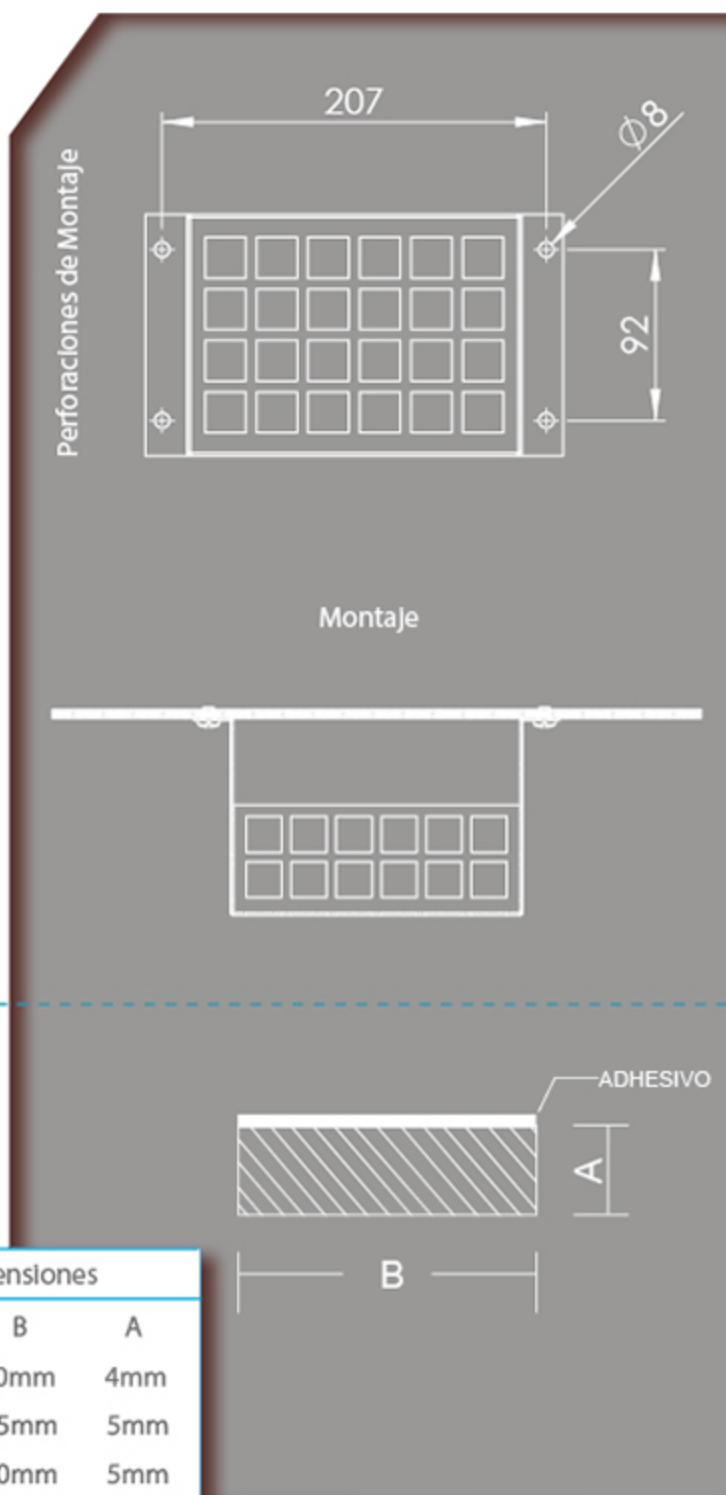 207
Ø8
Perforaciones de Montaje
92
Montaje
ADHESIVO
A
B
B A
4mm
5mm
5mm